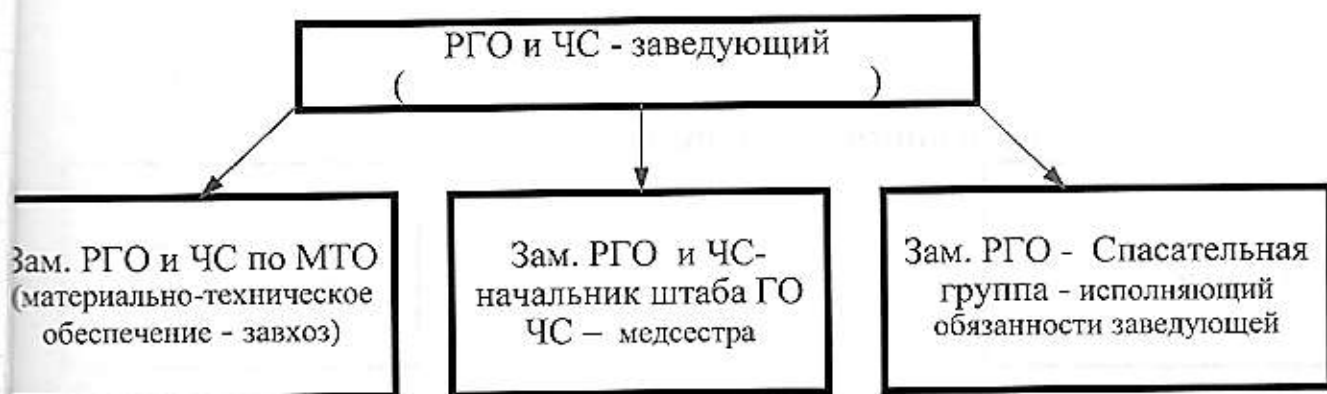 РГО и ЧС - заведующий
( )
Зам. РГО и ЧС по МТО
(материально-техническое
обеспечение - завхоз)
Зам. РГО и ЧС-
начальник штаба ГО
ЧС – медсестра
Зам. РГО - Спасательная
группа - исполняющий
обязанности заведующей